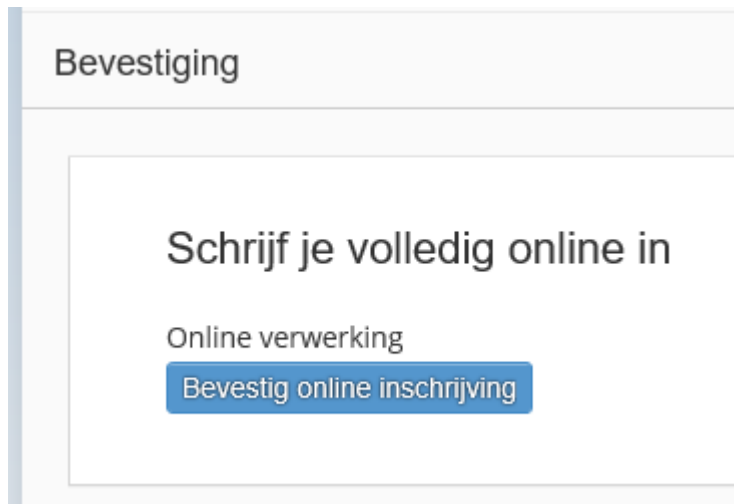 Bevestiging
Schrijf je volledig online in
Online verwerking
Bevestig online inschrijving